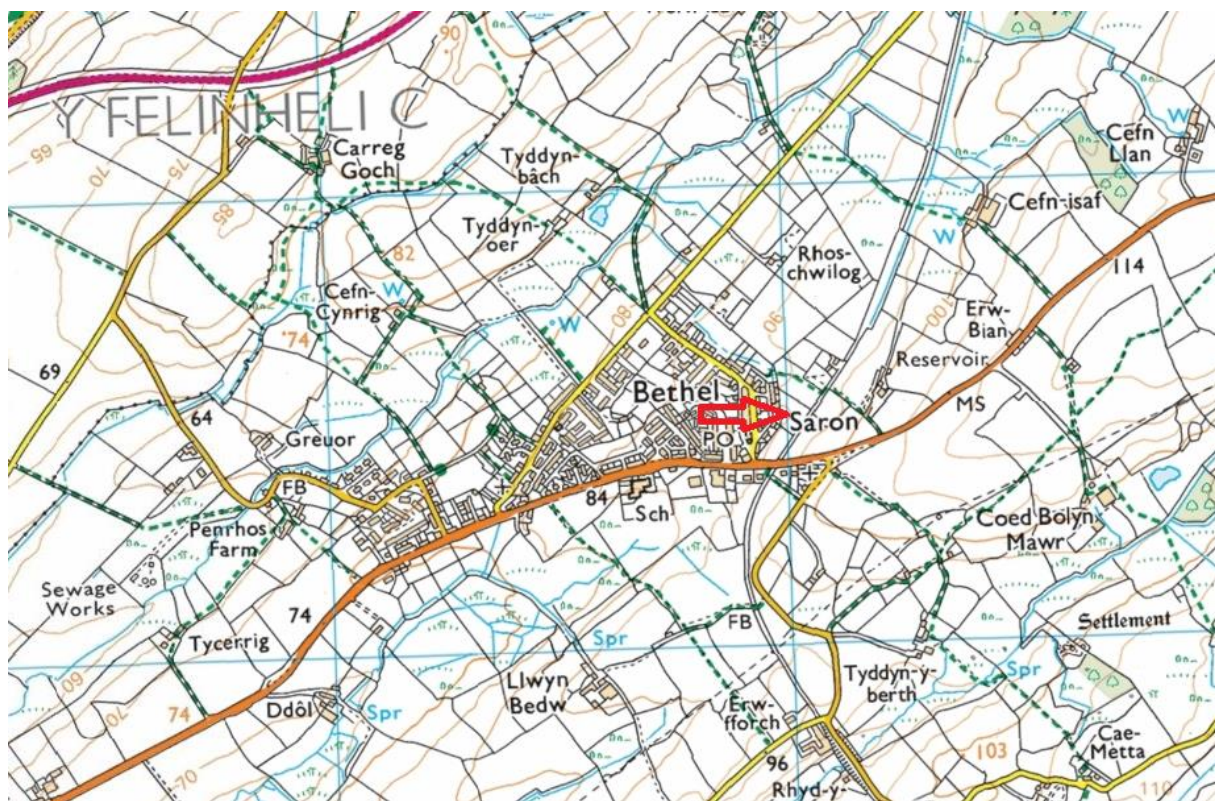 90
Y FELINHELI C
65
70
75
85
Carreg
Goch
Tyddyn-
bâch
Tyddyn-
oer
82
Cefn-
Cynrig
W
74
W
80
Rhos-
chwilog
90
W
Cefn
Llan
Cefn-isaf
W
114
100
Erw-
Bian
Reservoir
MS
69
64
Greuor
FB
Penrhos
Farm
Bethel
Saron
PO
84
Sch
Coed Bolyn
Mawr
Sewage
Works
Tycerrig
74
60
70
74
Ddôl
Spr
70
Spr
Llwyn
Bedw
FB
Settlement
Tyddyn-y-
berth
Spr
Erw-
fforch
96
Rhyd-y-
103
Cae-
Metta
110